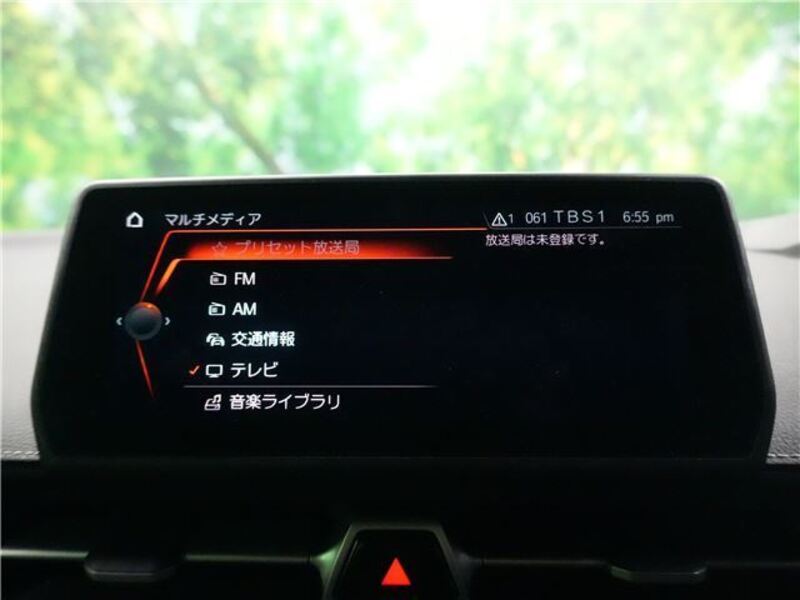 マルチメディア
1 061 TBS1 6:55 pm
プリセット放送局
放送局は未登録です。
FM
AM
交通情報
テレビ
音楽ライブラリ